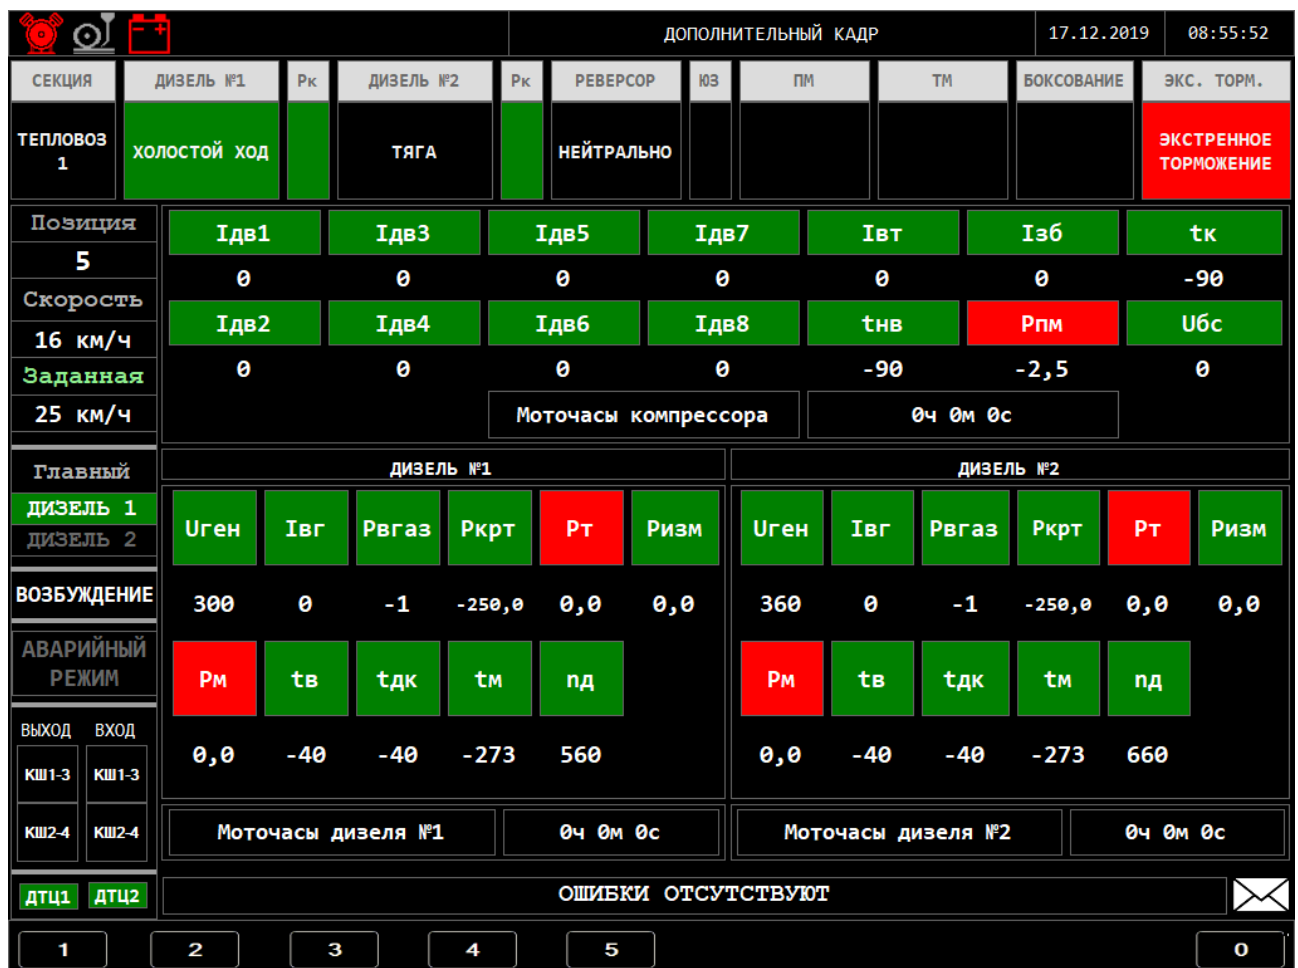 - +
ДОПОЛНИТЕЛЬНЫЙ КАДР 17.12.2019 08:55:52
СЕКЦИЯ ДИЗЕЛЬ №1 Рк ДИЗЕЛЬ №2 Рк РЕВЕРСОР ЮЗ ПМ ТМ БОКСОВАНИЕ ЭКС. ТОРМ.
ТЕПЛОВОЗ
1
ХОЛОСТОЙ ХОД ТЯГА НЕЙТРАЛЬНО
ЭКСТРЕННОЕ
ТОРМОЖЕНИЕ
Позиция
5
Скорость
16 км/ч
Заданная
25 км/ч
Iдв1 Iдв3 Iдв5 Iдв7 Iвт Iзб tк
0 0 0 0 0 0 -90
Iдв2 Iдв4 Iдв6 Iдв8 tнв Рпм Uбс
0 0 0 0 -90 -2,5 0
Моточасы компрессора 0ч 0м 0с
Главный
ДИЗЕЛЬ 1
ДИЗЕЛЬ 2
ВОЗБУЖДЕНИЕ
АВАРИЙНЫЙ
РЕЖИМ
ВЫХОД ВХОД
КШ1-3 КШ1-3
КШ2-4 КШ2-4
ДТЦ1 ДТЦ2
ДИЗЕЛЬ №1
Uген Iвг Рвгаз Ркрт Рт Ризм
300 0 -1 -250,0 0,0 0,0
Рм tв tдк tм nд
0,0 -40 -40 -273 560
Моточасы дизеля №1 0ч 0м 0с
ДИЗЕЛЬ №2
Uген Iвг Рвгаз Ркрт Рт Ризм
360 0 -1 -250,0 0,0 0,0
Рм tв tдк tм nд
0,0 -40 -40 -273 660
Моточасы дизеля №2 0ч 0м 0с
ОШИБКИ ОТСУТСТВУЮТ
1 2 3 4 5 0